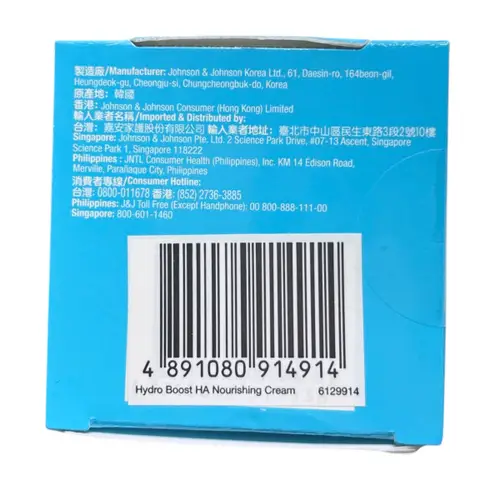 製造廠/Manufacturer: Johnson & Johnson Korea Ltd., 61, Daesin-ro, 164beon-gil,
Heungdeok-gu, Cheongju-si, Chungcheongbuk-do, Korea
原產地: 韓國
香港: Johnson & Johnson Consumer (Hong Kong) Limited
輸入業者名稱/Imported & Distributed by:
台灣: 嘉安家護股份有限公司 輸入業者地址: 臺北市中山區民生東路3段2號10樓
Singapore: Johnson & Johnson Pte. Ltd. 2 Science Park Drive, #07-13 Ascent, Singapore
Science Park 1, Singapore 118222
Philippines : JNTL Consumer Health (Philippines), Inc. KM 14 Edison Road,
Merville, Parañaque City, Philippines
消費者專線/Consumer Hotline:
台灣: 0800-011678 香港: (852) 2736-3885
Philippines: J&J Toll Free (Except Handphone): 00 800-888-111-00
Singapore: 800-601-1460
4 891080 914914
Hydro Boost HA Nourishing Cream 6129914